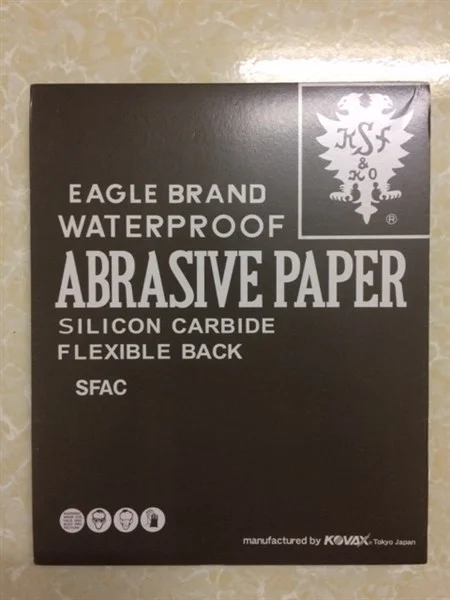 KSF
&
KO
®
EAGLE BRAND
WATERPROOF
ABRASIVE PAPER
SILICON CARBIDE
FLEXIBLE BACK
SFAC
manufactured by KOVAX® Tokyo Japan